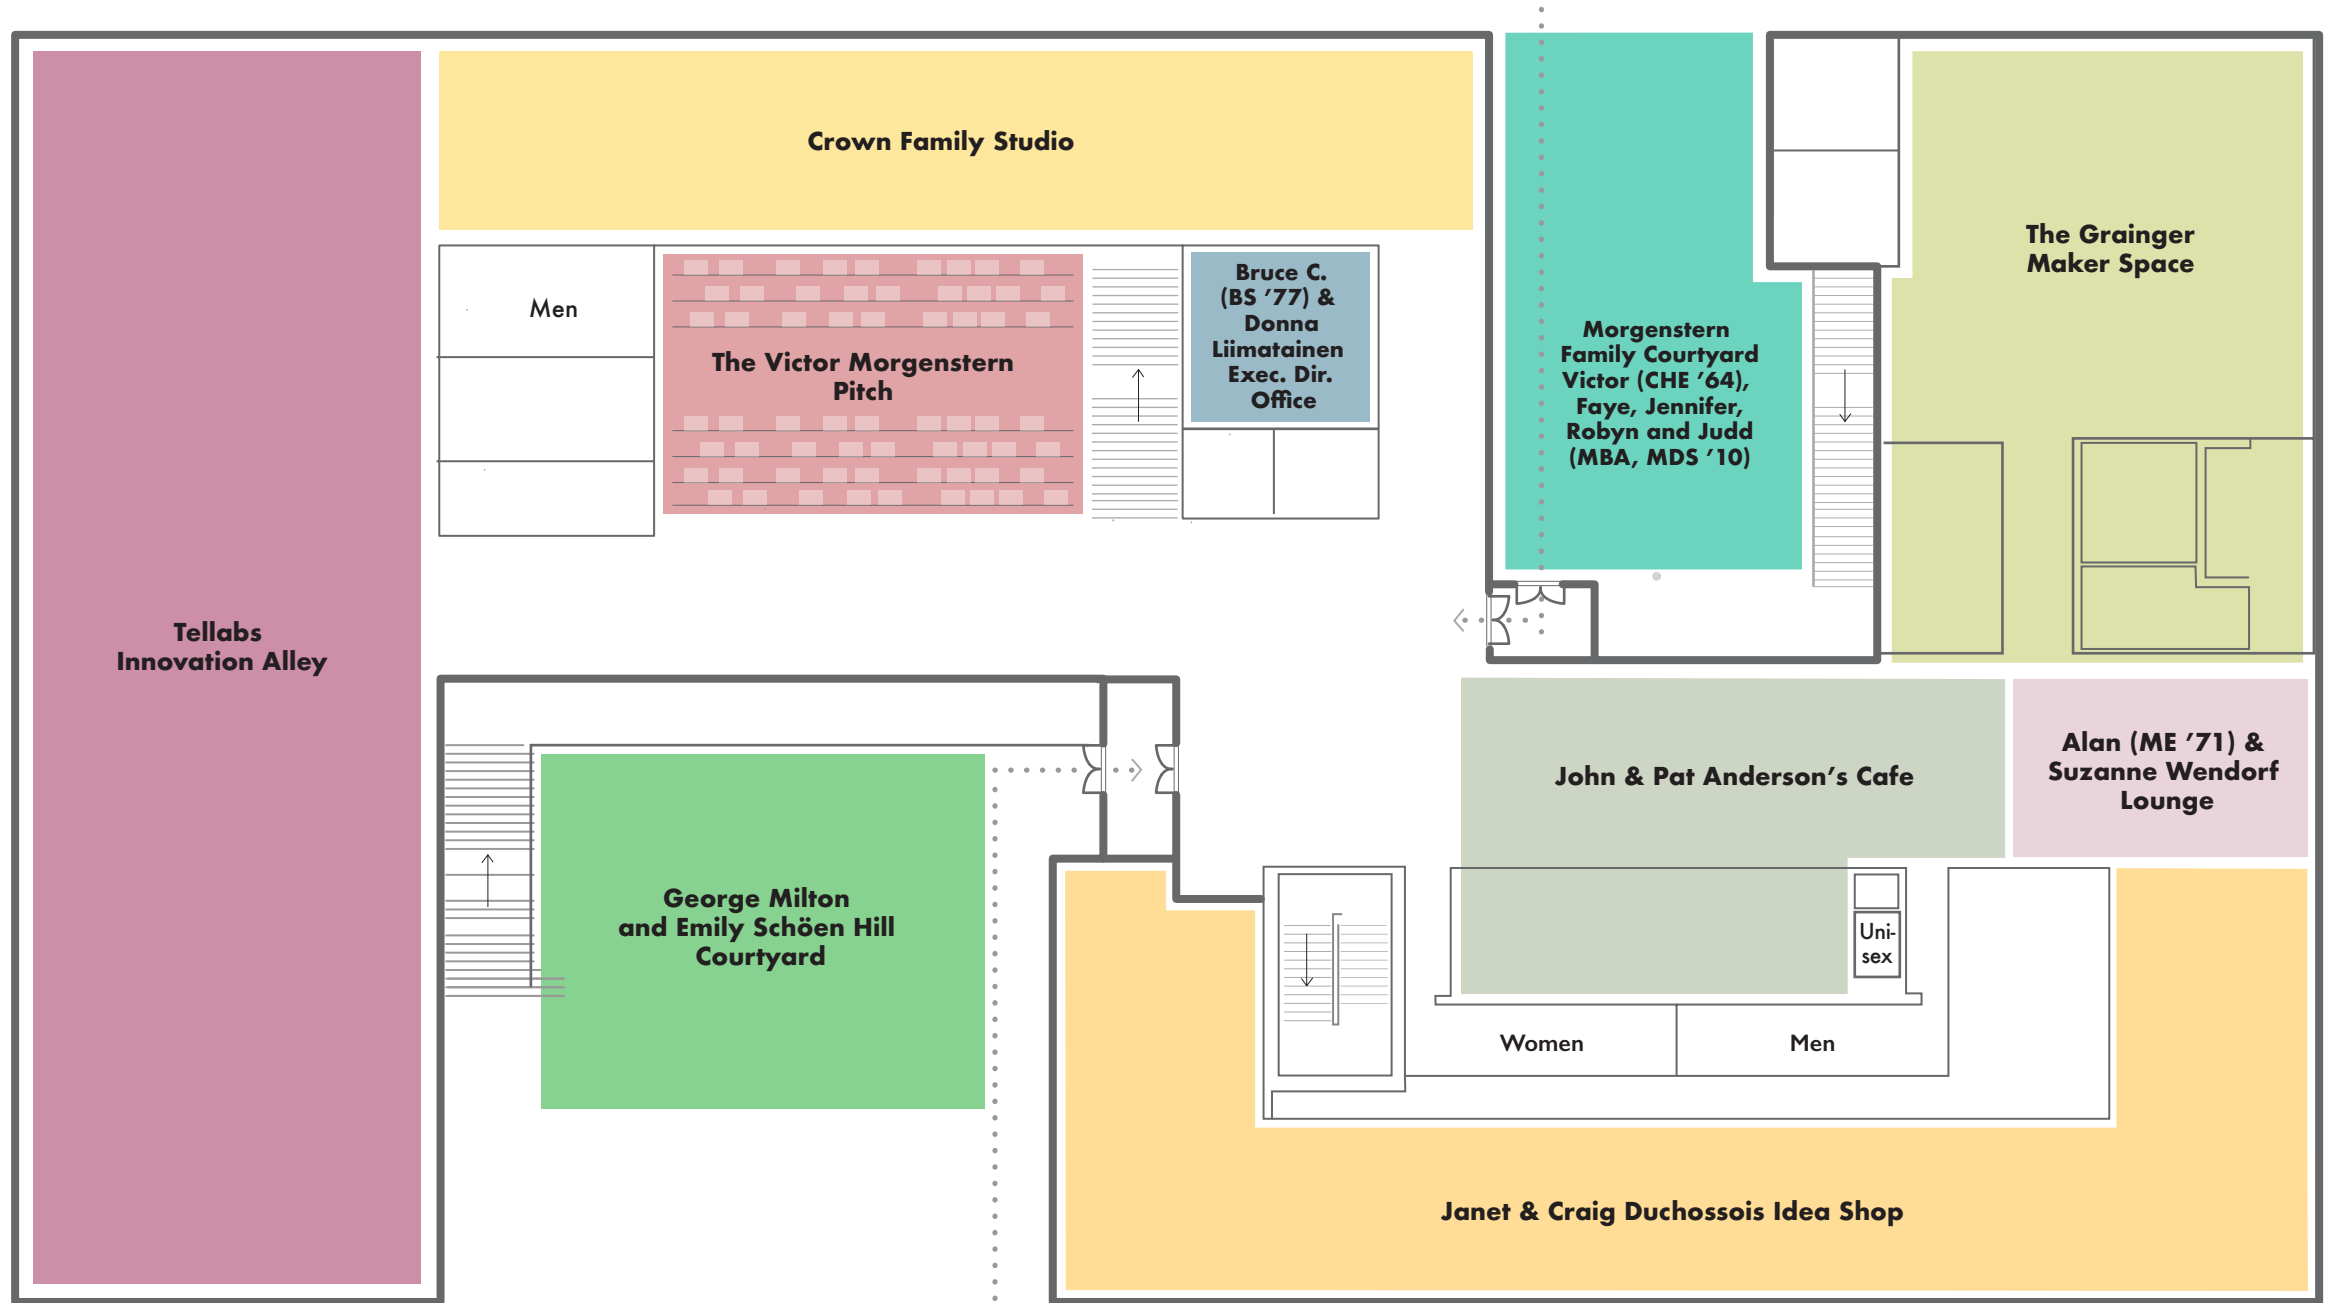 Crown Family Studio
The Grainger
Maker Space
Men
The Victor Morgenstern
Pitch
Bruce C.
(BS ’77) &
Donna
Liimatainen
Exec. Dir.
Office
Morgenstern
Family Courtyard
Victor (CHE ’64),
Faye, Jennifer,
Robyn and Judd
(MBA, MDS ’10)
Tellabs
Innovation Alley
John & Pat Anderson’s Cafe
Alan (ME ’71) &
Suzanne Wendorf
Lounge
George Milton
and Emily Schöen Hill
Courtyard
Uni-
sex
Women
Men
Janet & Craig Duchossois Idea Shop